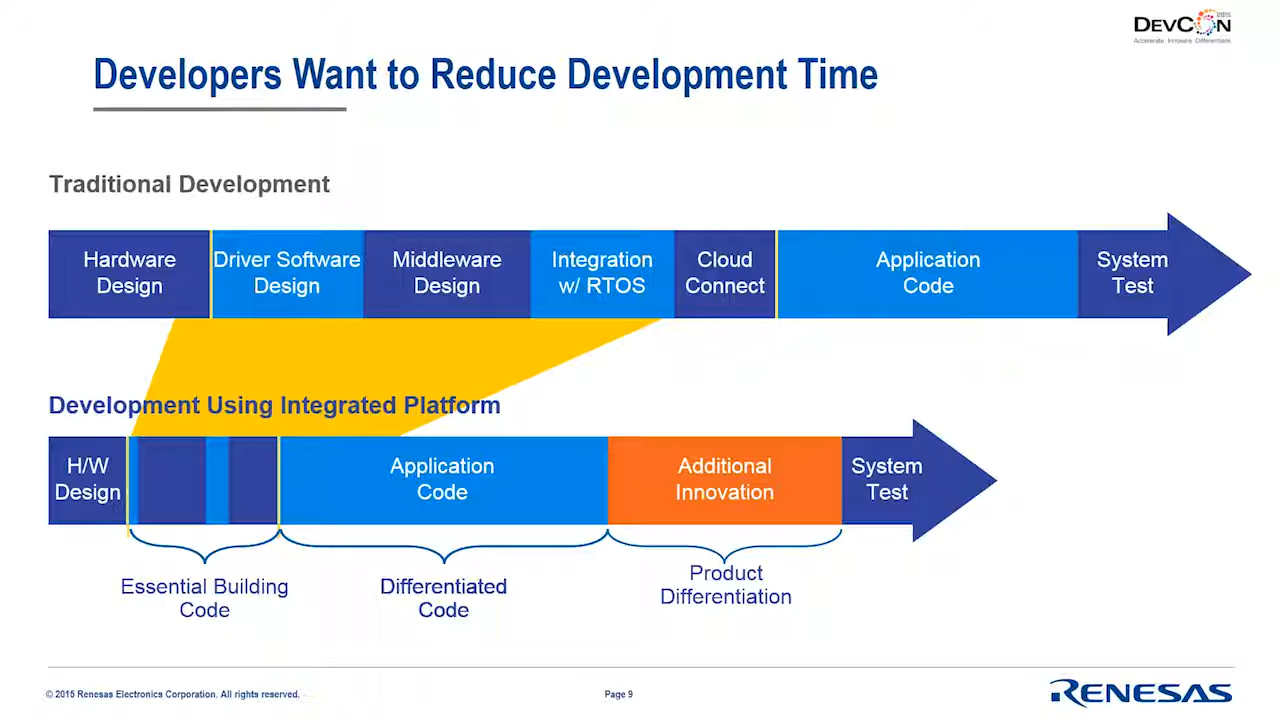 DevCon 2015
Accelerate. Innovate. Differentiate.
Developers Want to Reduce Development Time
Traditional Development
Hardware
Design
Driver Software
Design
Middleware
Design
Integration
w/ RTOS
Cloud
Connect
Application
Code
System
Test
Development Using Integrated Platform
H/W
Design
Application
Code
Additional
Innovation
System
Test
Essential Building
Code
Differentiated
Code
Product
Differentiation
© 2015 Renesas Electronics Corporation. All rights reserved.
Page 9
RENESAS